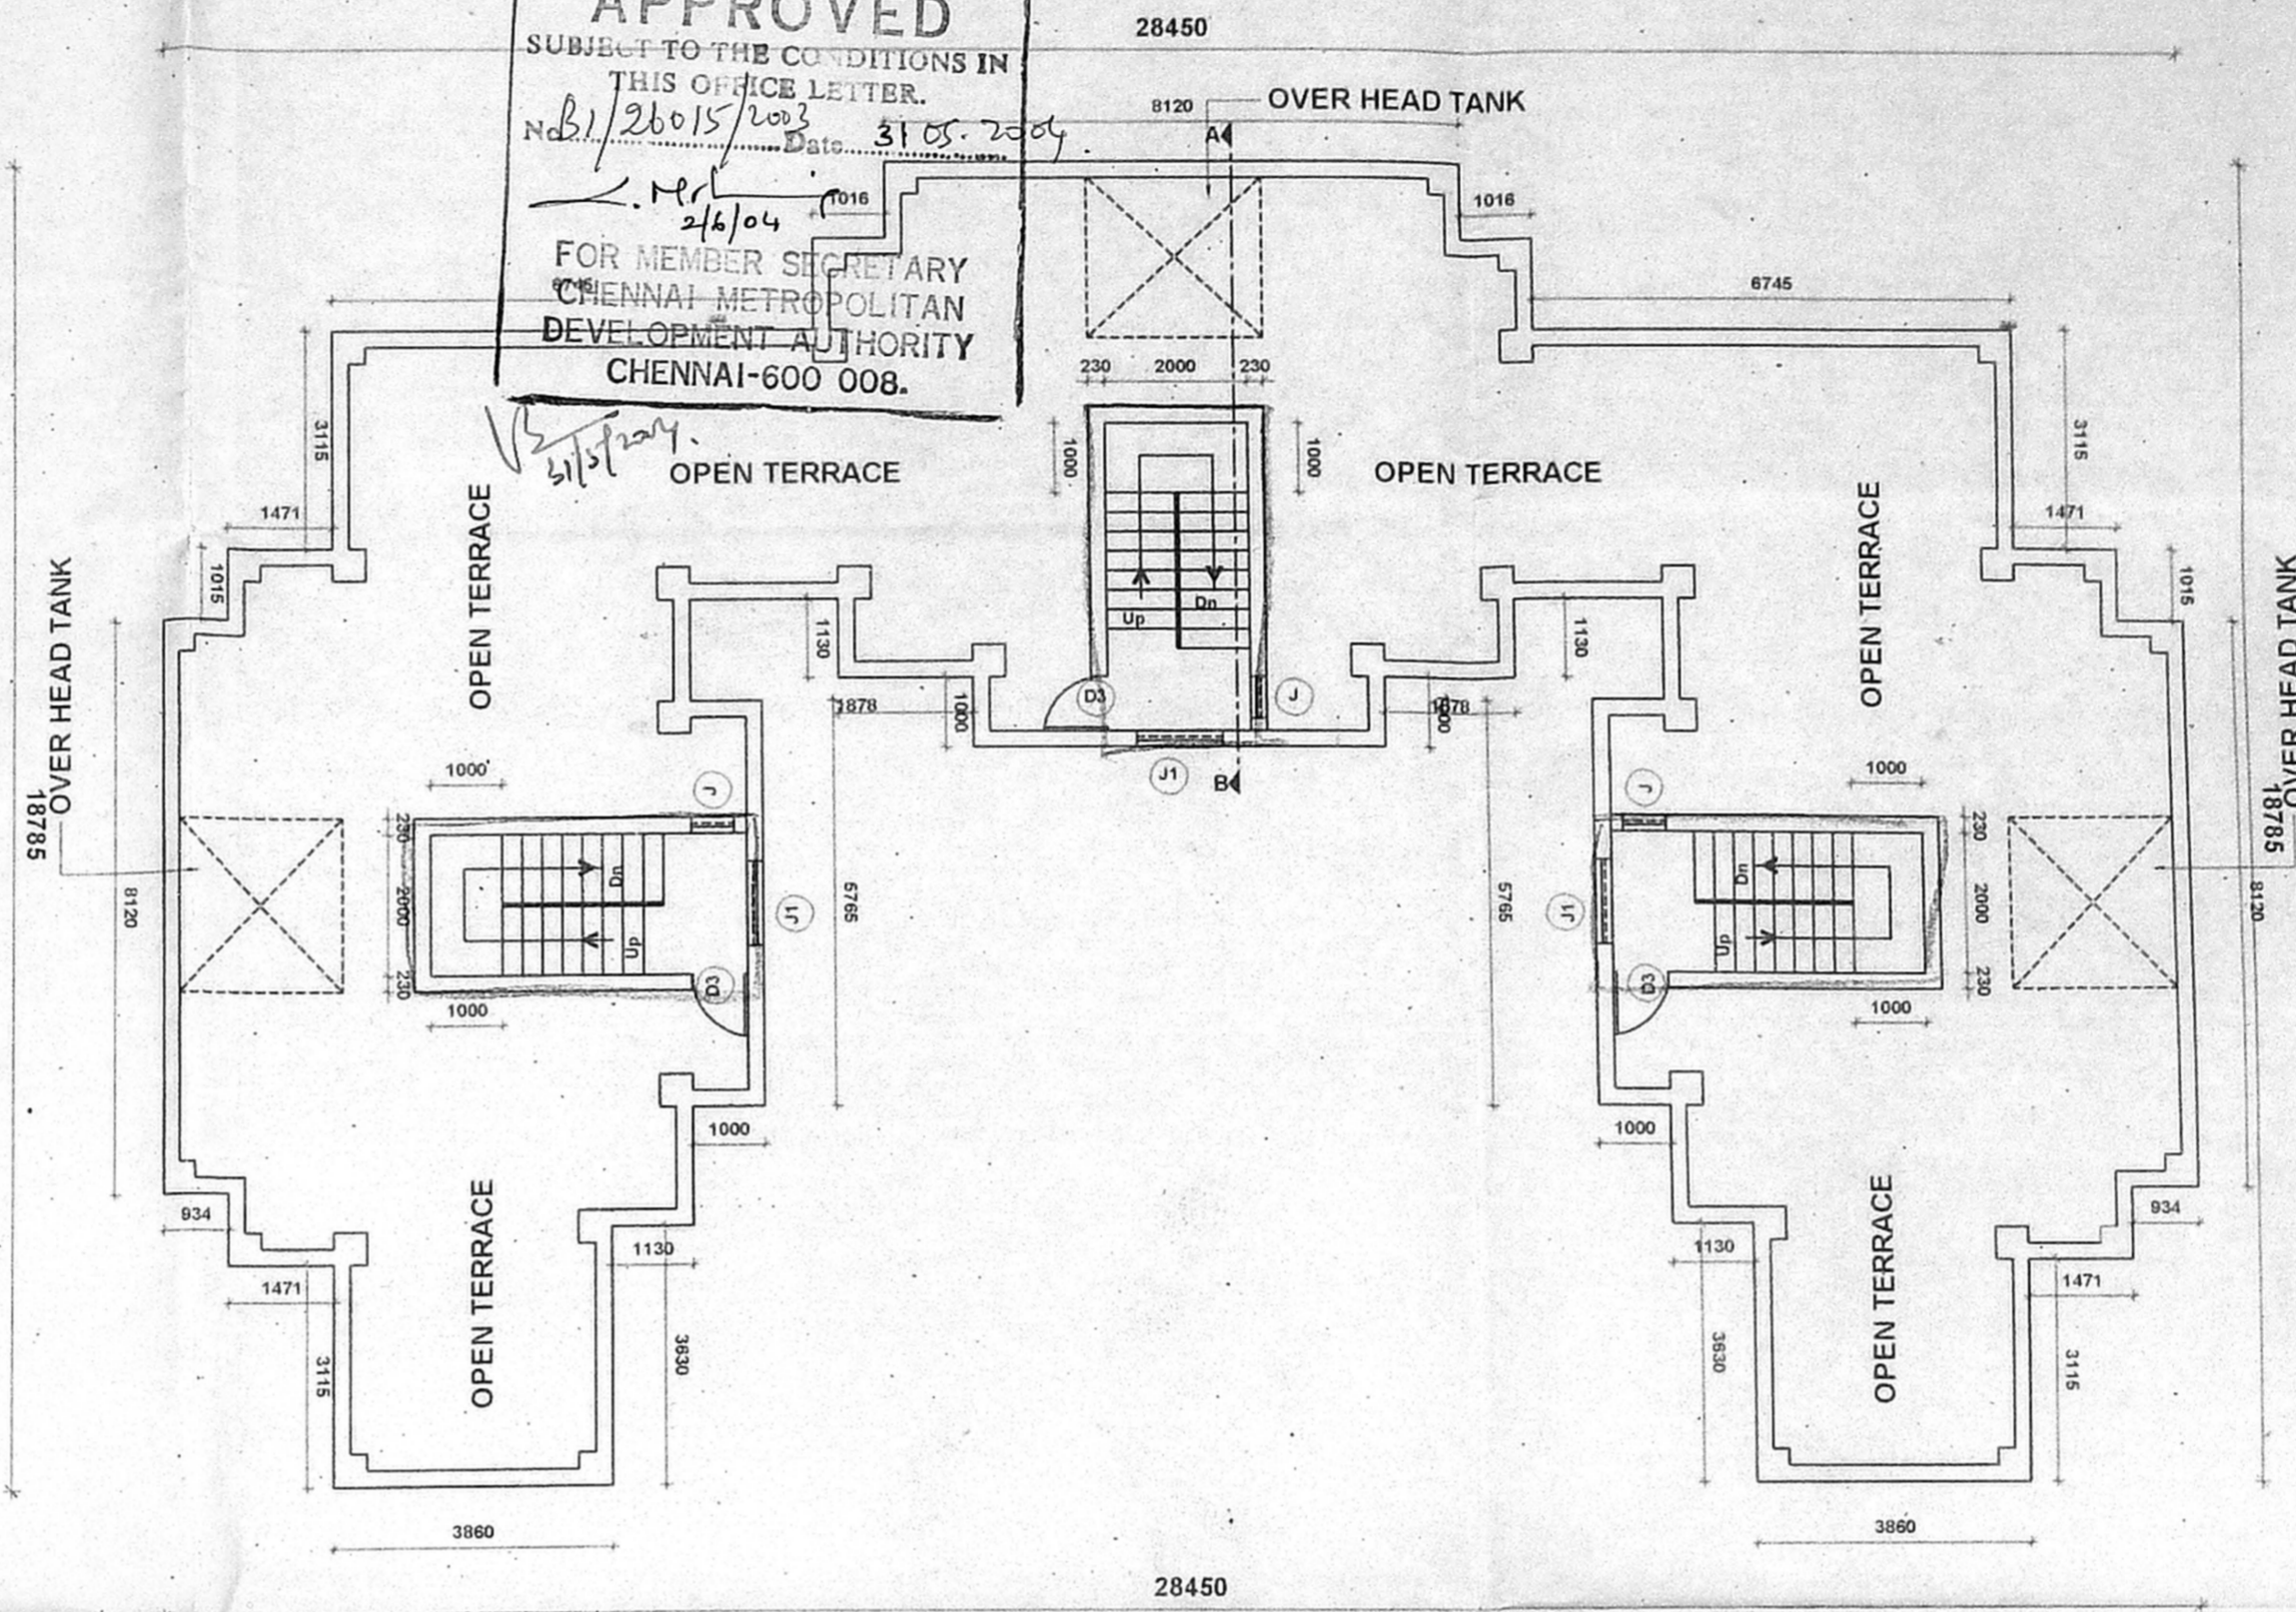 APPROVED
SUBJECT TO THE CONDITIONS IN
THIS OFFICE LETTER.
No. B1/26015/2003 Date 31 05. 2004
2/6/04
FOR MEMBER SECRETARY
CHENNAI METROPOLITAN
DEVELOPMENT AUTHORITY
CHENNAI-600 008.
31/5/2004.
28450
8120
OVER HEAD TANK
A
1016
1016
6745
6745
230
2000
230
3115
1000
1000
3115
OPEN TERRACE
OPEN TERRACE
OPEN TERRACE
OPEN TERRACE
1471
1471
1015
1015
OVER HEAD TANK
OVER HEAD TANK
Up
Dn
1130
1130
D3
J
1878
1000
1000
1878
J1
B
1000
J
J
1000
18785
18785
8120
230
2000
230
Dn
Up
J1
D3
5765
5765
J1
D3
Dn
Up
230
2000
230
8120
1000
1000
1000
1000
934
934
1130
1130
1471
1471
OPEN TERRACE
OPEN TERRACE
3115
3630
3630
3115
3860
3860
28450